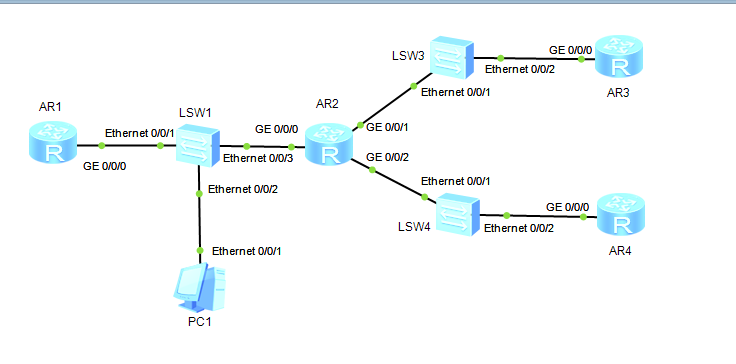 GE 0/0/0
LSW3
Ethernet 0/0/2
Ethernet 0/0/1
AR3
AR1
LSW1
AR2
Ethernet 0/0/1
GE 0/0/0
GE 0/0/1
GE 0/0/0
Ethernet 0/0/3
GE 0/0/2
Ethernet 0/0/2
Ethernet 0/0/1
GE 0/0/0
LSW4
Ethernet 0/0/2
AR4
Ethernet 0/0/1
PC1
R
R
R
R